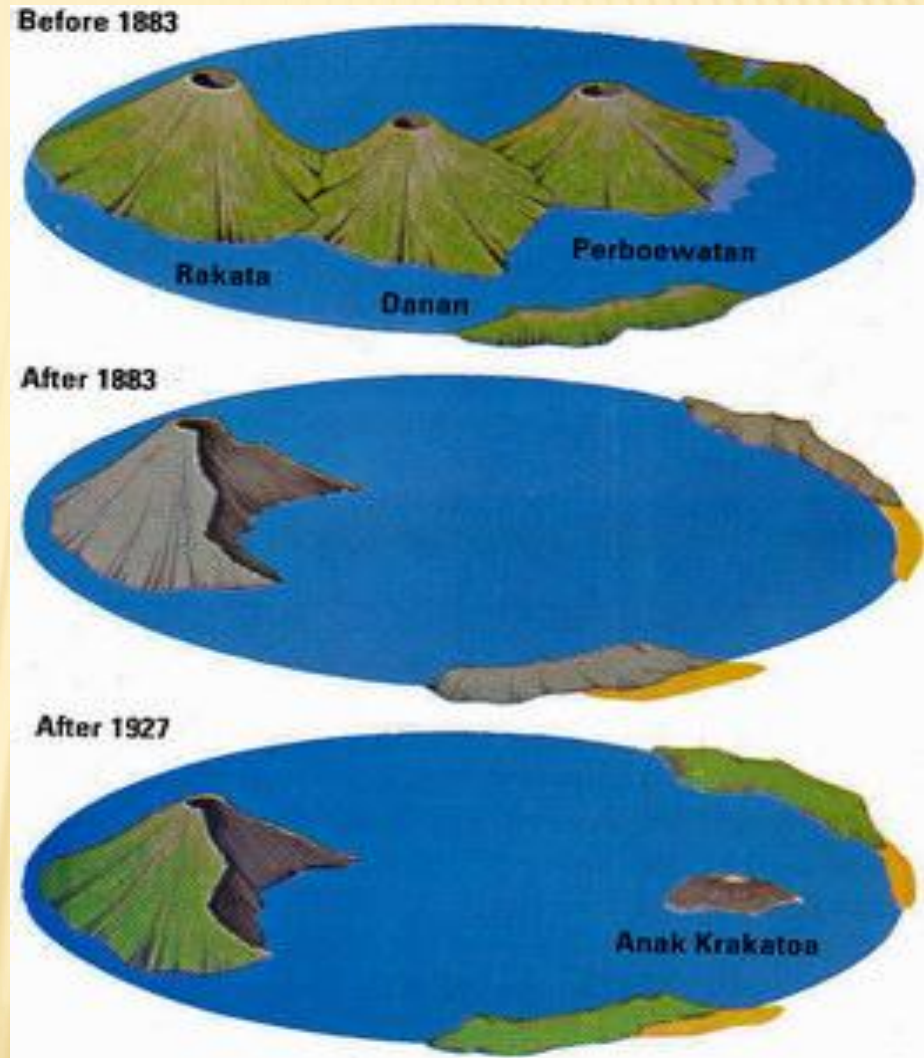 Before 1883
Rakata
Danan
Perboewatan
After 1883
After 1927
Anak Krakatoa